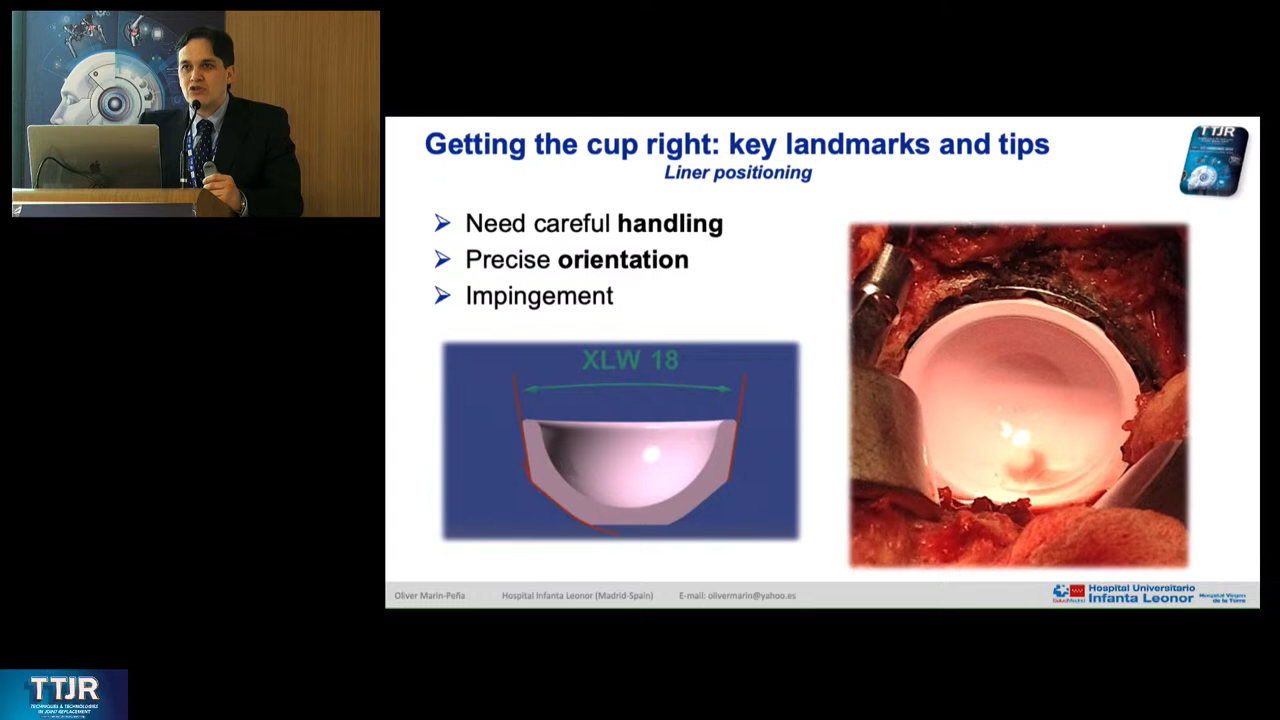 Getting the cup right: key landmarks and tips
Liner positioning
TTJR
Need careful handling
Precise orientation
Impingement
XLW 18
Oliver Marin-Peña
Hospital Infanta Leonor (Madrid-Spain)
E-mail: olivermarin@yahoo.es
SaludMadrid
Hospital Universitario
Infanta Leonor
Hospital Virgen
de la Torre
TTJR
TECHNIQUES & TECHNOLOGIES
IN JOINT REPLACEMENT